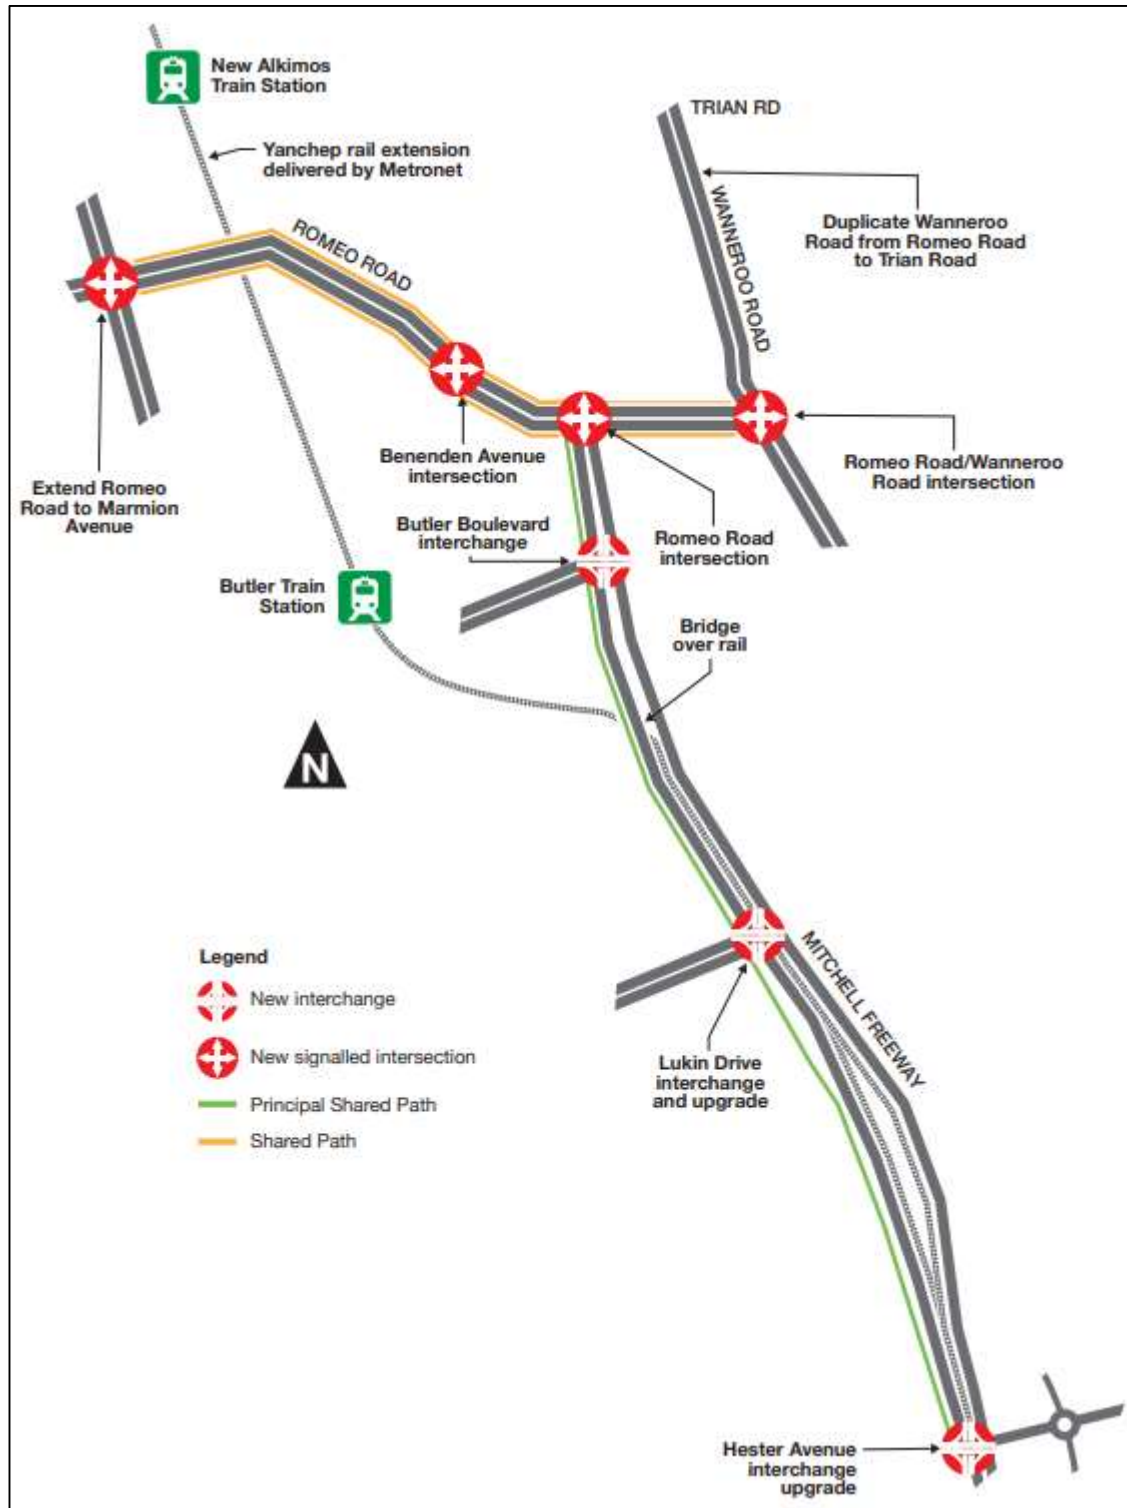 New Alkimos
Train Station
TRIAN RD
Yanchep rail extension
delivered by Metronet
WANNEROO ROAD
Duplicate Wanneroo
Road from Romeo Road
to Trian Road
ROMEO ROAD
Extend Romeo
Road to Marmion
Avenue
Benenden Avenue
intersection
Romeo Road/Wanneroo
Road intersection
Butler Boulevard
interchange
Romeo Road
intersection
Butler Train
Station
Bridge
over rail
N
MITCHELL FREEWAY
Legend
New interchange
New signalled intersection
Principal Shared Path
Shared Path
Lukin Drive
interchange
and upgrade
Hester Avenue
interchange
upgrade